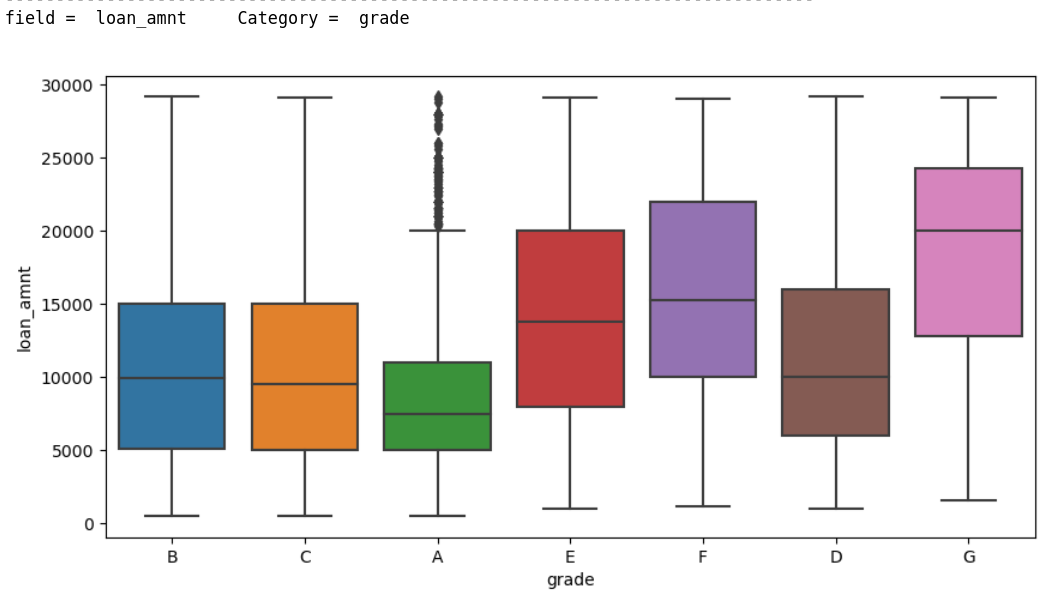 field =  loan_amnt     Category =  grade
30000
25000
20000
15000
10000
5000
0
loan_amnt
B C A E F D G
grade